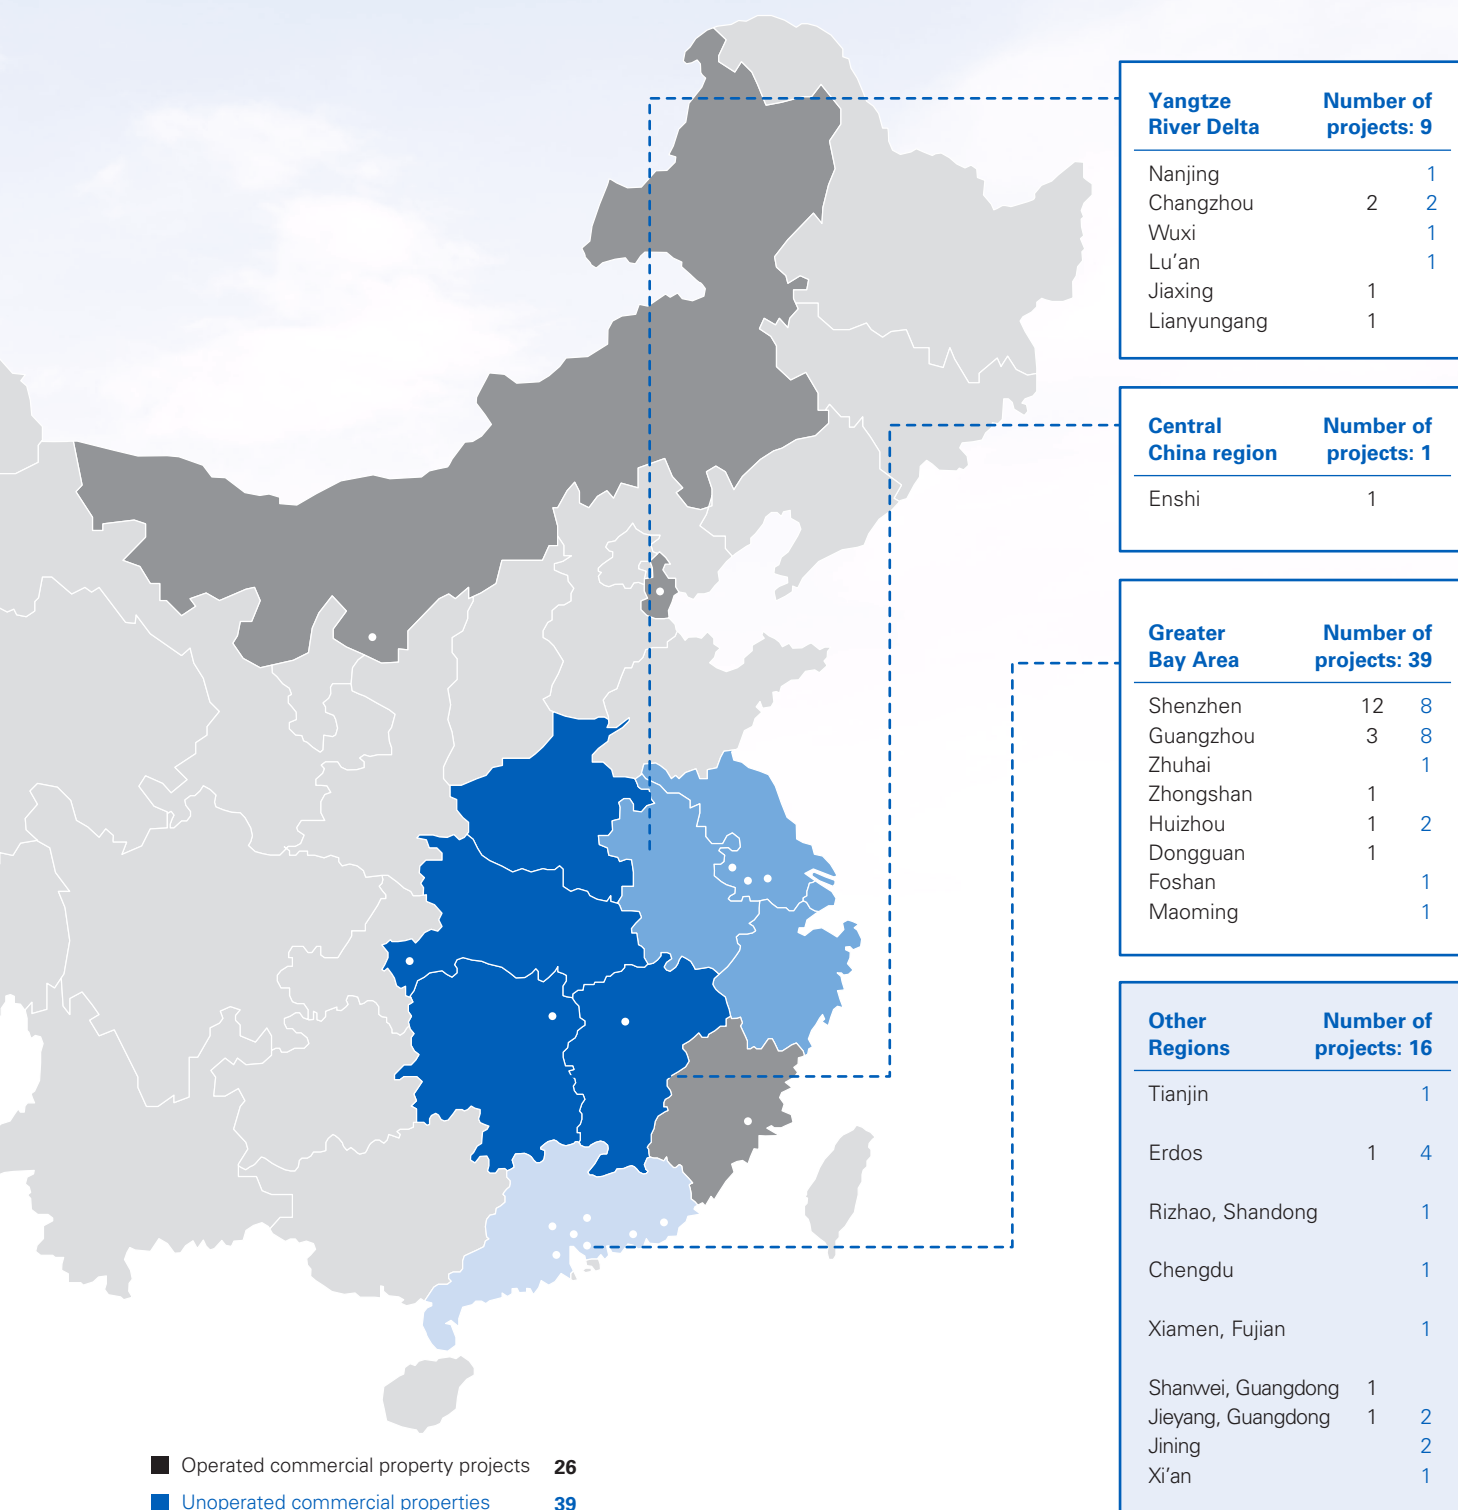 Yangtze Number of
River Delta projects: 9
Nanjing 1
Changzhou 2 2
Wuxi 1
Lu’an 1
Jiaxing 1
Lianyungang 1
Central Number of
China region projects: 1
Enshi 1
Greater Number of
Bay Area projects: 39
Shenzhen 12 8
Guangzhou 3 8
Zhuhai 1
Zhongshan 1
Huizhou 1 2
Dongguan 1
Foshan 1
Maoming 1
Other Number of
Regions projects: 16
Tianjin 1
Erdos 1 4
Rizhao, Shandong 1
Chengdu 1
Xiamen, Fujian 1
Shanwei, Guangdong 1
Jieyang, Guangdong 1 2
Jining 2
Xi’an 1
Operated commercial property projects 26
Unoperated commercial properties 39